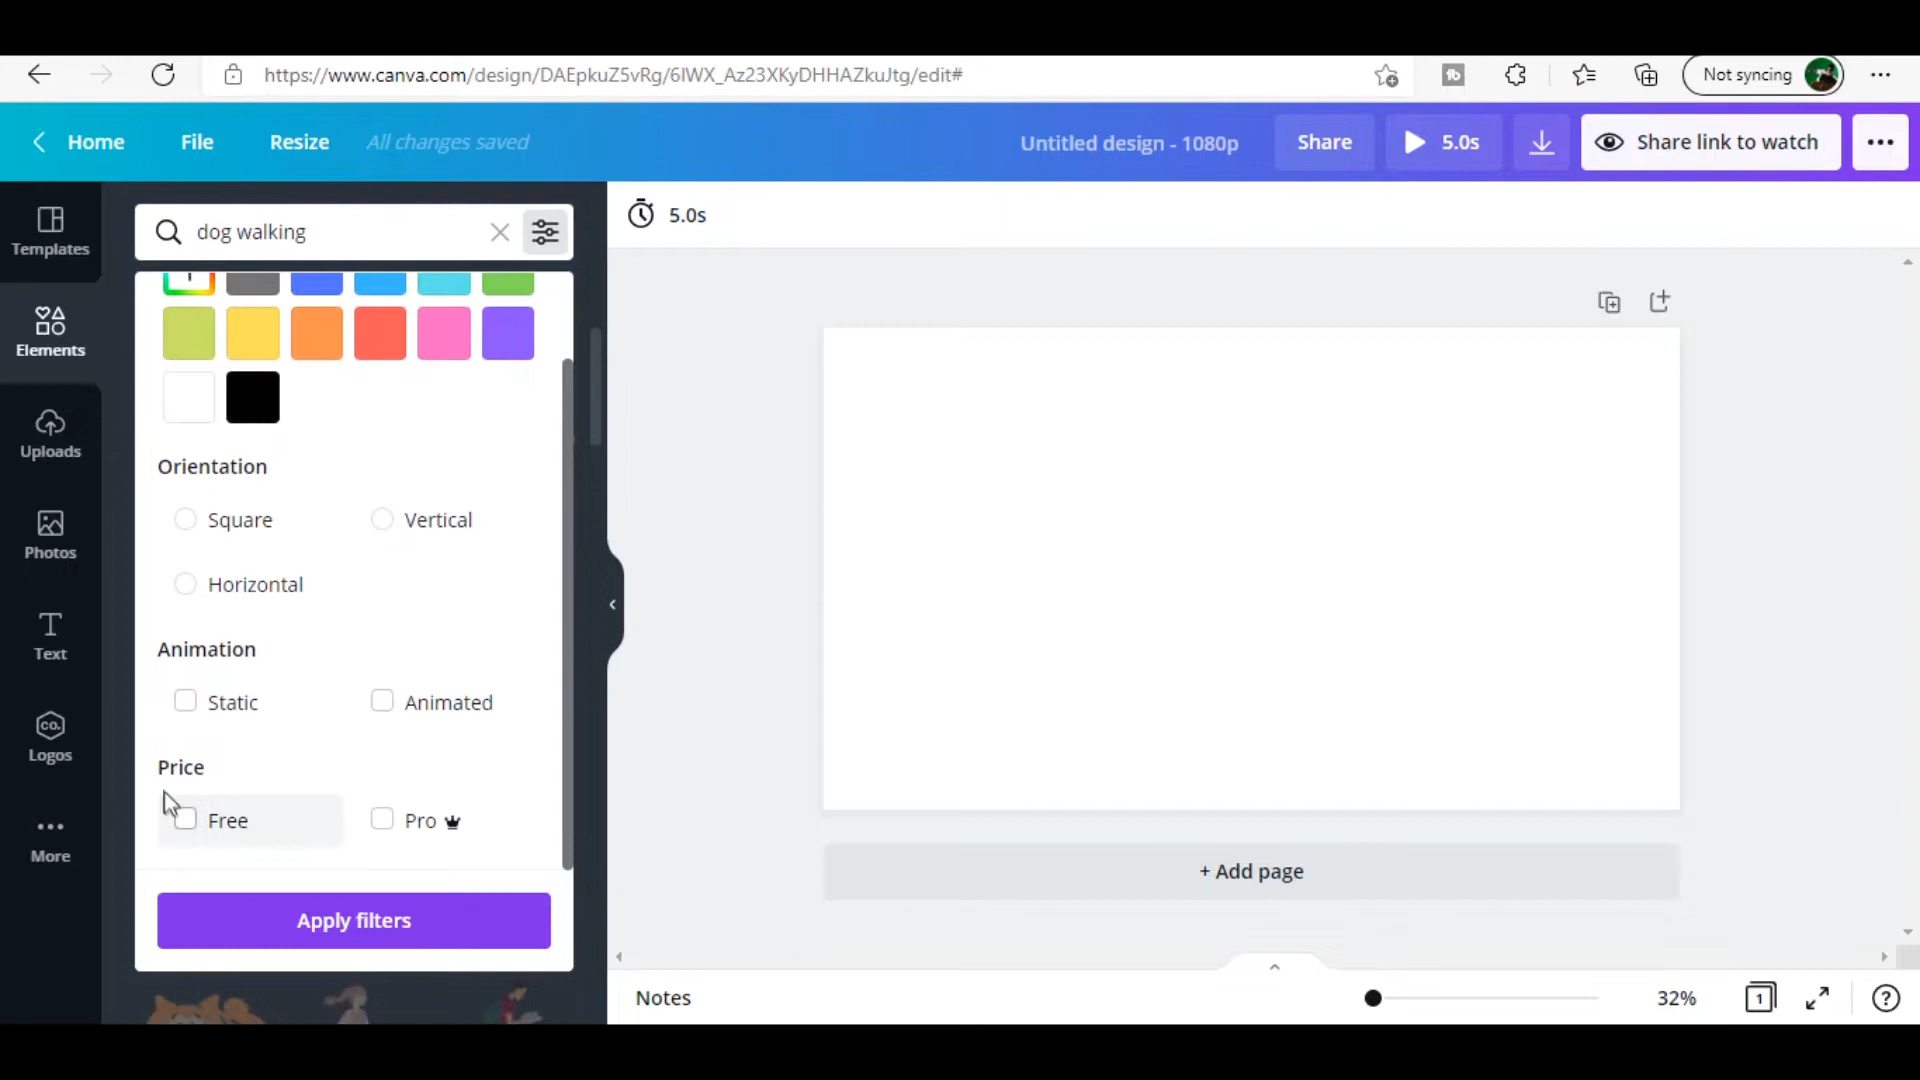 https://www.canva.com/design/DAEpkuZ5vRg/6IWX_Az23XKyDHHAZkuJtg/edit#
Not syncing
Home
File
Resize
All changes saved
Untitled design - 1080p
Share
5.0s
Share link to watch
Templates
Elements
Uploads
Photos
Text
CO.
Logos
More
dog walking
Orientation
Square
Vertical
Horizontal
Animation
Static
Animated
Price
Free
Pro
Apply filters
5.0s
+ Add page
Notes
32%
1
?